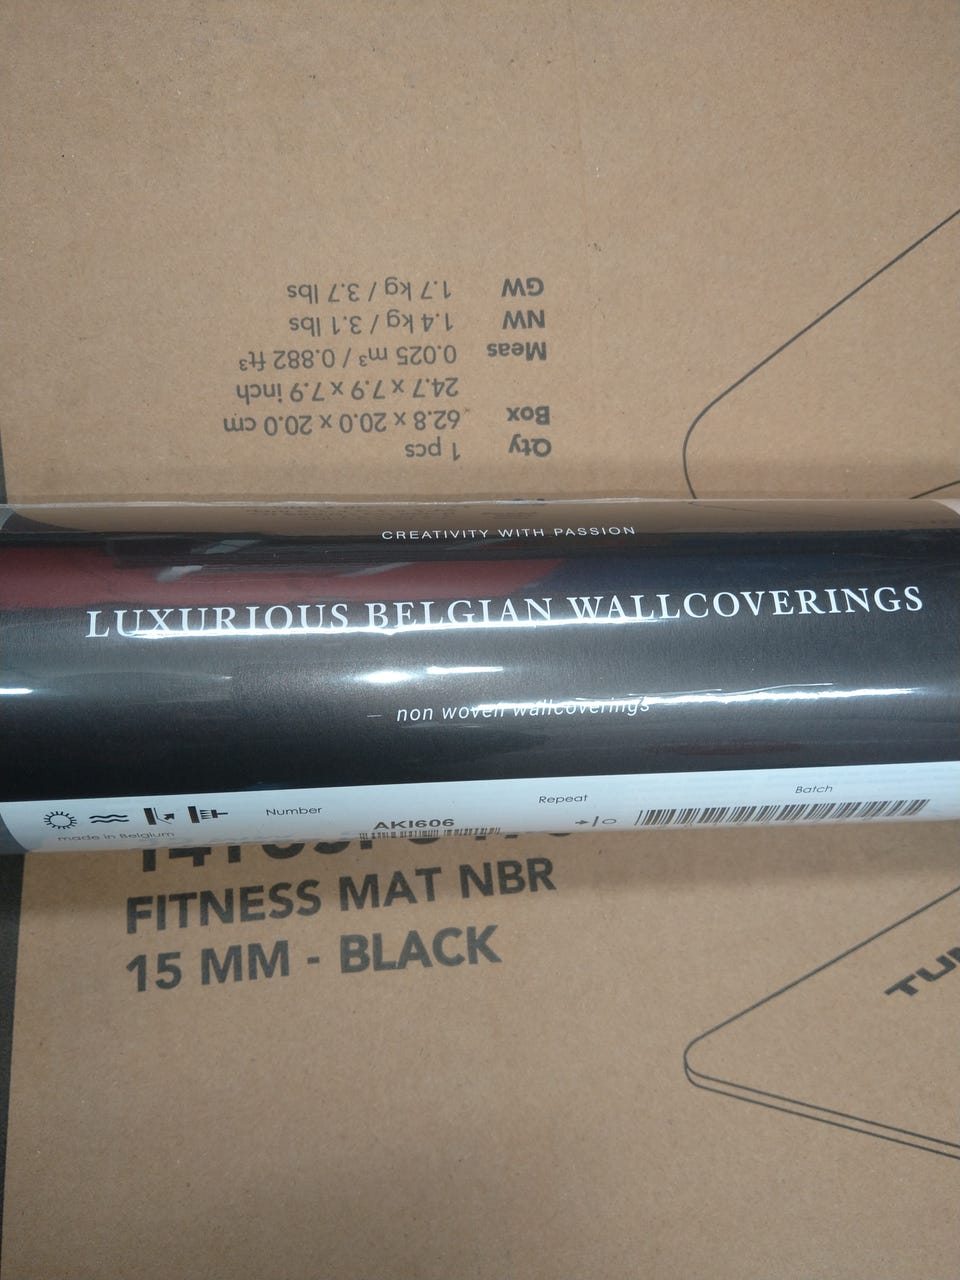 GW 1.7 kg / 3.7 lbs
NW 1.4 kg / 3.1 lbs
Meas 0.025 m³ / 0.882 ft³
24.7 x 7.9 x 7.9 inch
Box 62.8 x 20.0 x 20.0 cm
Qty 1 pcs
CREATIVITY WITH PASSION
LUXURIOUS BELGIAN WALLCOVERINGS
— non woven wallcoverings
Number
Repeat
Batch
AKI606
made in Belgium
FITNESS MAT NBR
15 MM - BLACK